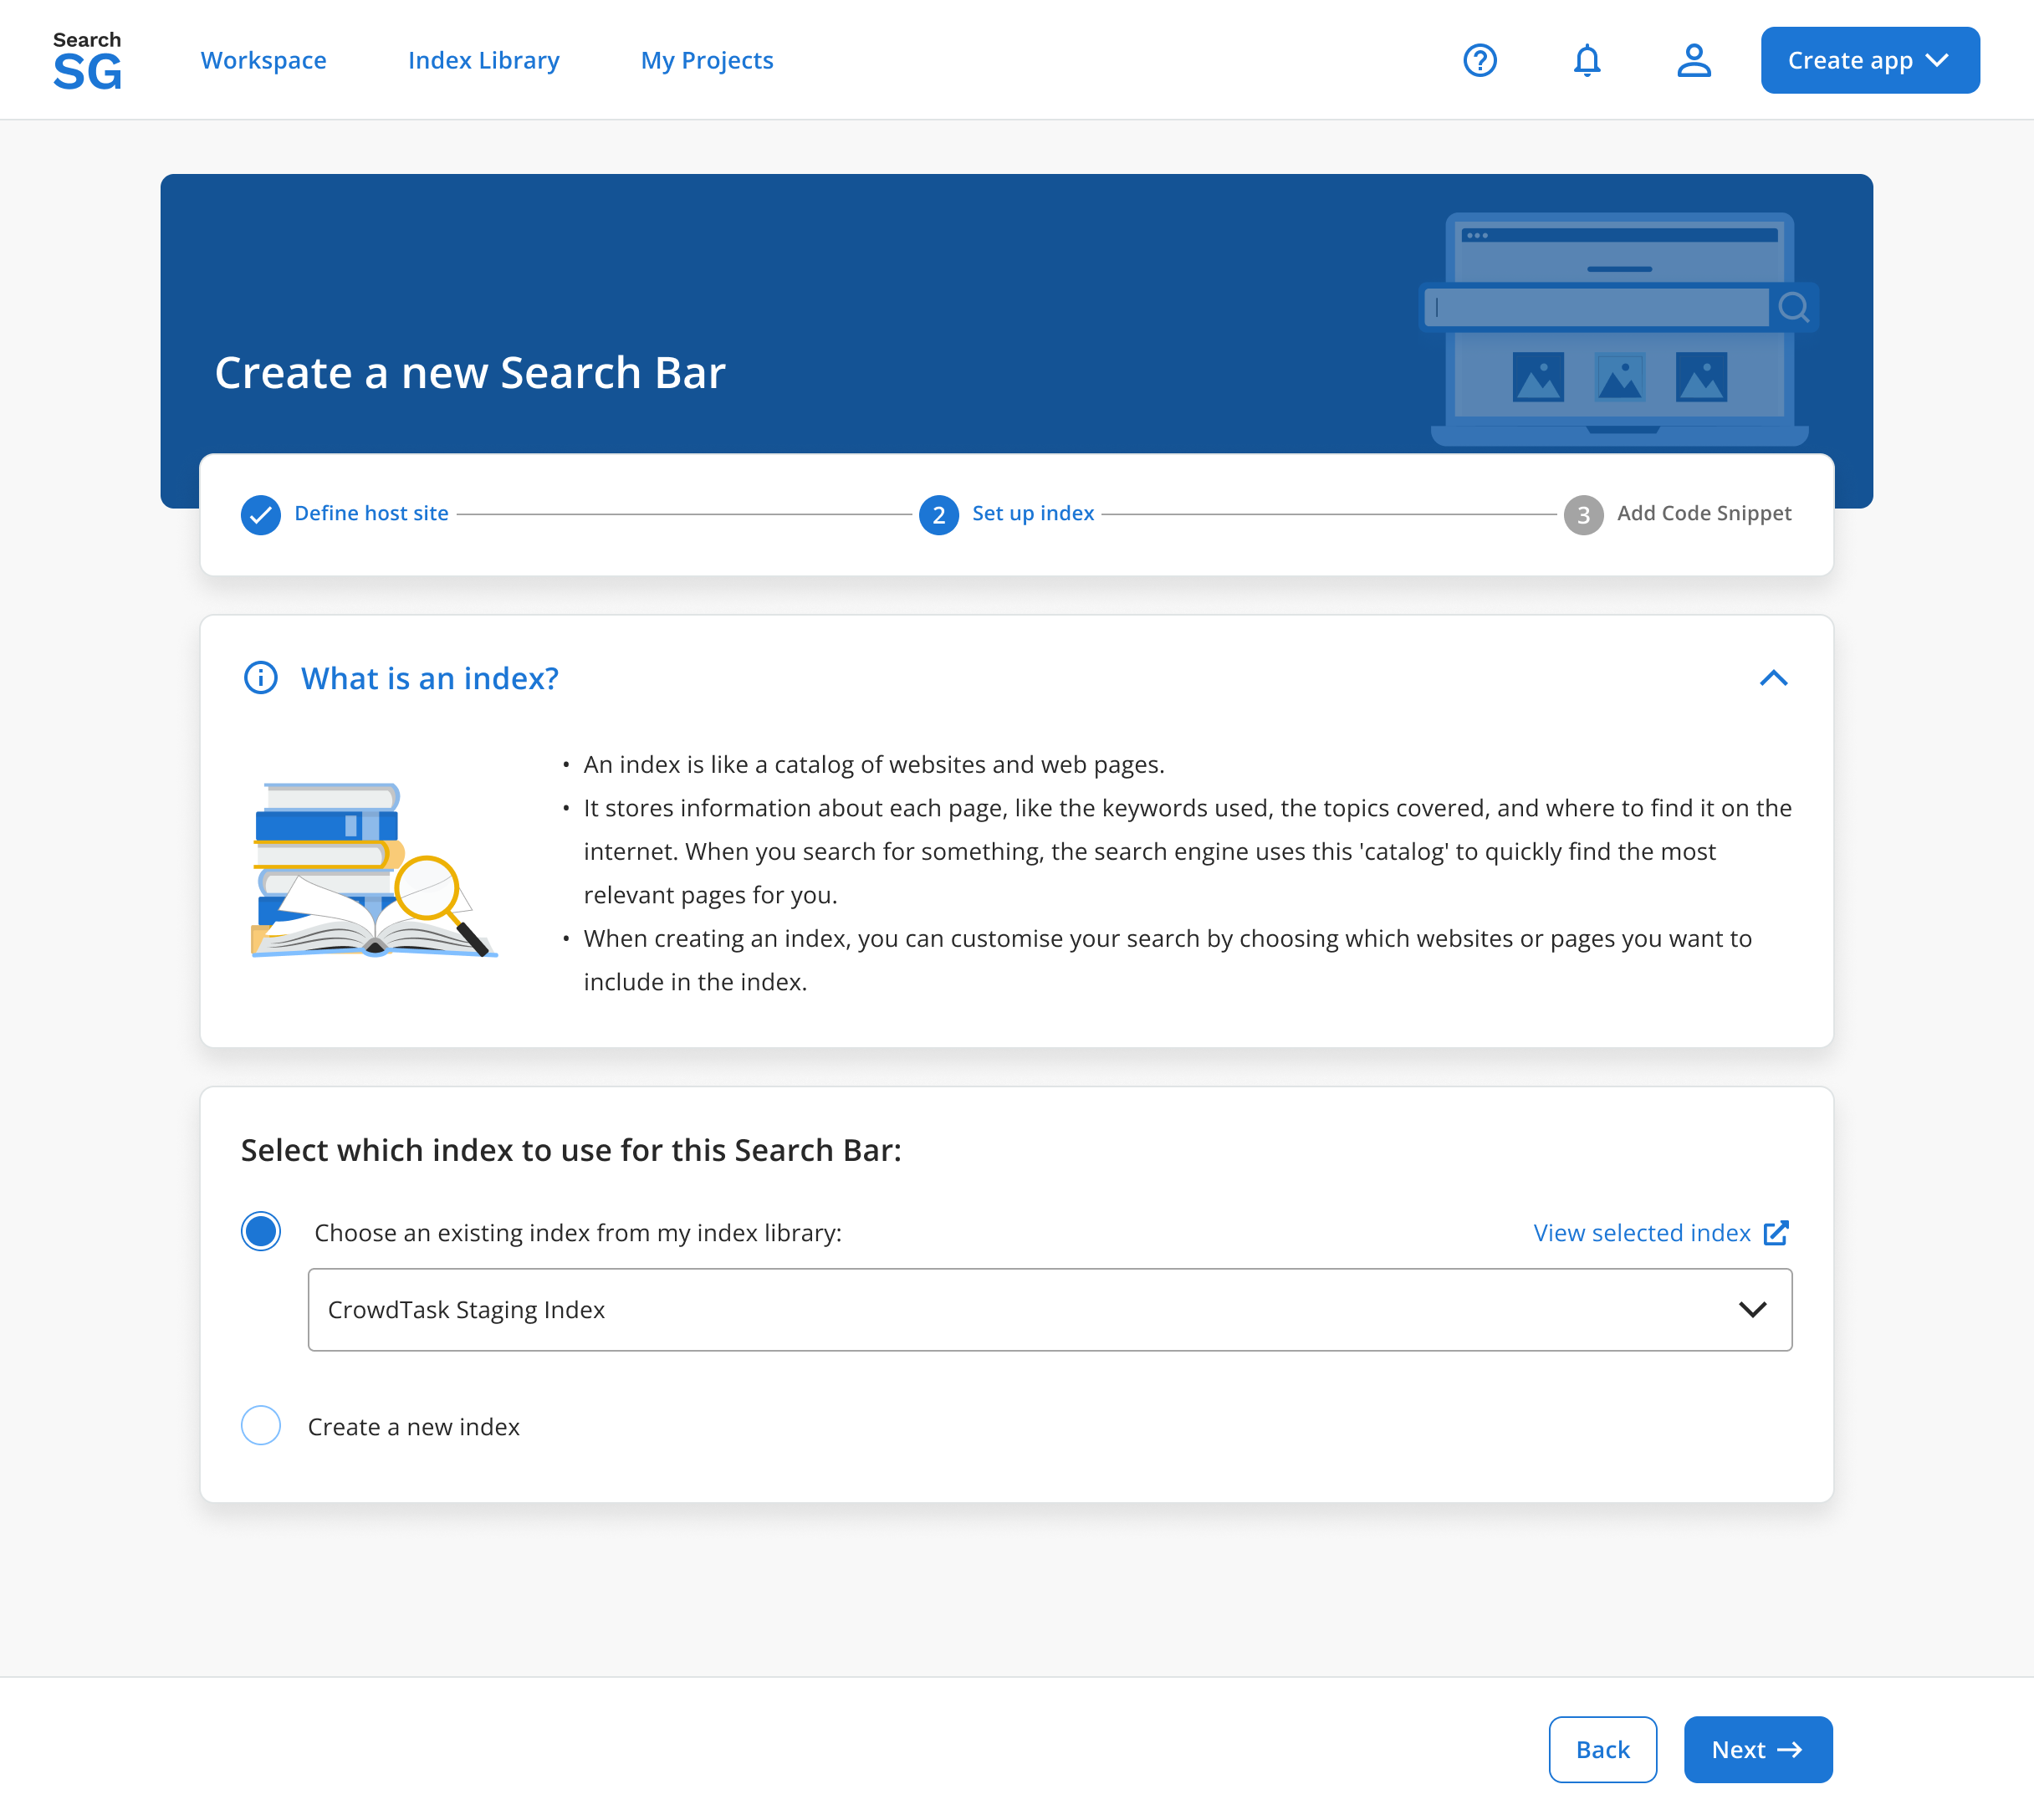 Search
SG
Workspace
Index Library
My Projects
Create app
Create a new Search Bar
Define host site
2
Set up index
3
Add Code Snippet
What is an index?
• An index is like a catalog of websites and web pages.
• It stores information about each page, like the keywords used, the topics covered, and where to find it on the
internet. When you search for something, the search engine uses this 'catalog' to quickly find the most
relevant pages for you.
• When creating an index, you can customise your search by choosing which websites or pages you want to
include in the index.
Select which index to use for this Search Bar:
Choose an existing index from my index library:
View selected index
CrowdTask Staging Index
Create a new index
Back
Next